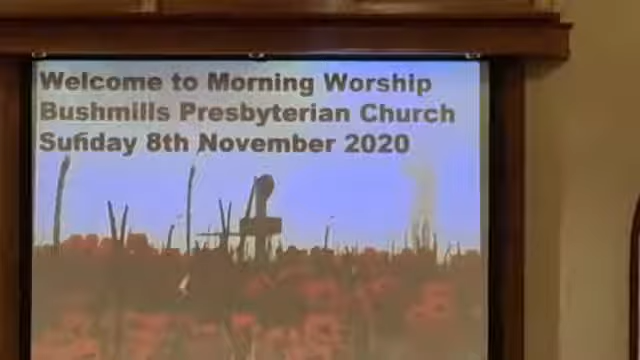 Welcome to Morning Worship
Bushmills Presbyterian Church
Sunday 8th November 2020